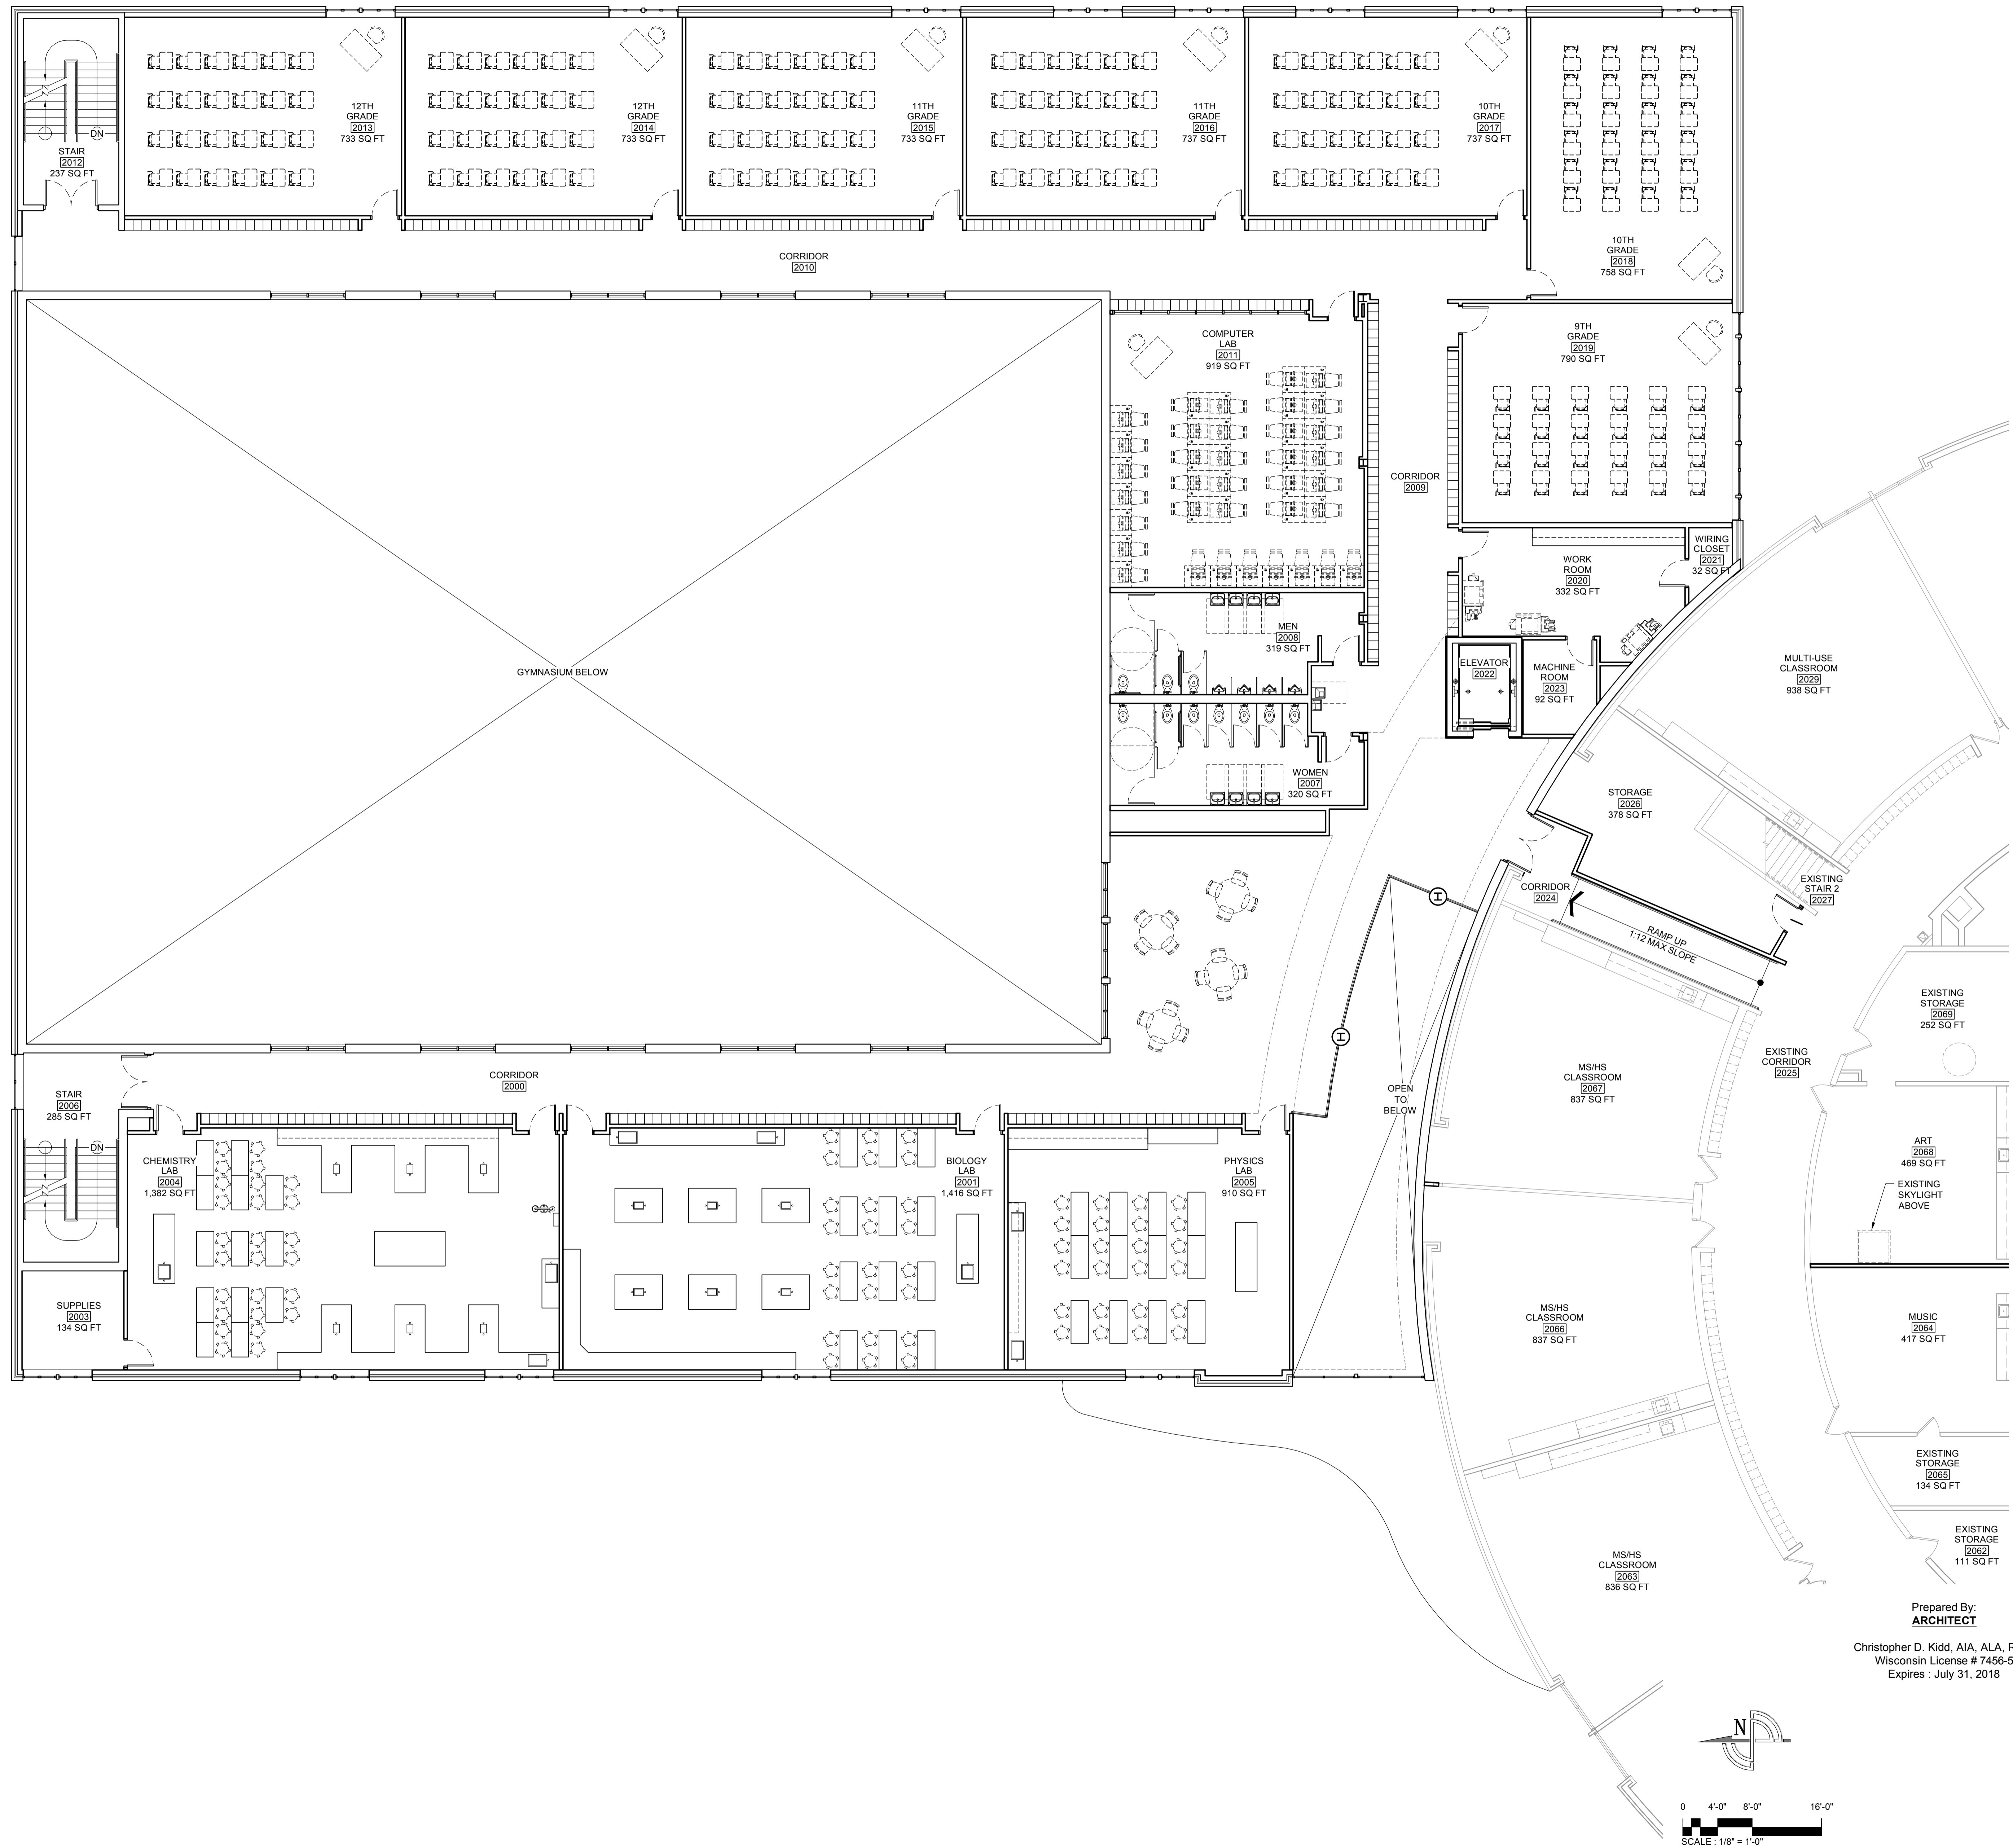 12TH
GRADE
2013
733 SQ FT
12TH
GRADE
2014
733 SQ FT
11TH
GRADE
2015
733 SQ FT
11TH
GRADE
2016
737 SQ FT
10TH
GRADE
2017
737 SQ FT
DN
STAIR
2012
237 SQ FT
10TH
GRADE
2018
758 SQ FT
CORRIDOR
2010
COMPUTER
LAB
2011
919 SQ FT
9TH
GRADE
2019
790 SQ FT
CORRIDOR
2009
WORK
ROOM
2020
332 SQ FT
WIRING
CLOSET
2021
32 SQ FT
MEN
2008
319 SQ FT
GYMNASIUM BELOW
ELEVATOR
2022
MACHINE
ROOM
2023
92 SQ FT
MULTI-USE
CLASSROOM
2029
938 SQ FT
WOMEN
2007
320 SQ FT
STORAGE
2026
378 SQ FT
CORRIDOR
2024
EXISTING
STAIR 2
2027
H
RAMP UP
1:12 MAX SLOPE
EXISTING
STORAGE
2069
252 SQ FT
H
EXISTING
CORRIDOR
2025
CORRIDOR
2000
STAIR
2006
285 SQ FT
OPEN
TO
BELOW
MS/HS
CLASSROOM
2067
837 SQ FT
DN
CHEMISTRY
LAB
2004
1,382 SQ FT
BIOLOGY
LAB
2001
1,416 SQ FT
PHYSICS
LAB
2005
910 SQ FT
ART
2068
469 SQ FT
EXISTING
SKYLIGHT
ABOVE
SUPPLIES
2003
134 SQ FT
MS/HS
CLASSROOM
2066
837 SQ FT
MUSIC
2064
417 SQ FT
EXISTING
STORAGE
2065
134 SQ FT
EXISTING
STORAGE
2062
111 SQ FT
MS/HS
CLASSROOM
2063
836 SQ FT
Prepared By:
ARCHITECT
Christopher D. Kidd, AIA, ALA,
Wisconsin License # 7456-5
Expires : July 31, 2018
N
0 4'-0" 8'-0" 16'-0"
SCALE : 1/8" = 1'-0"